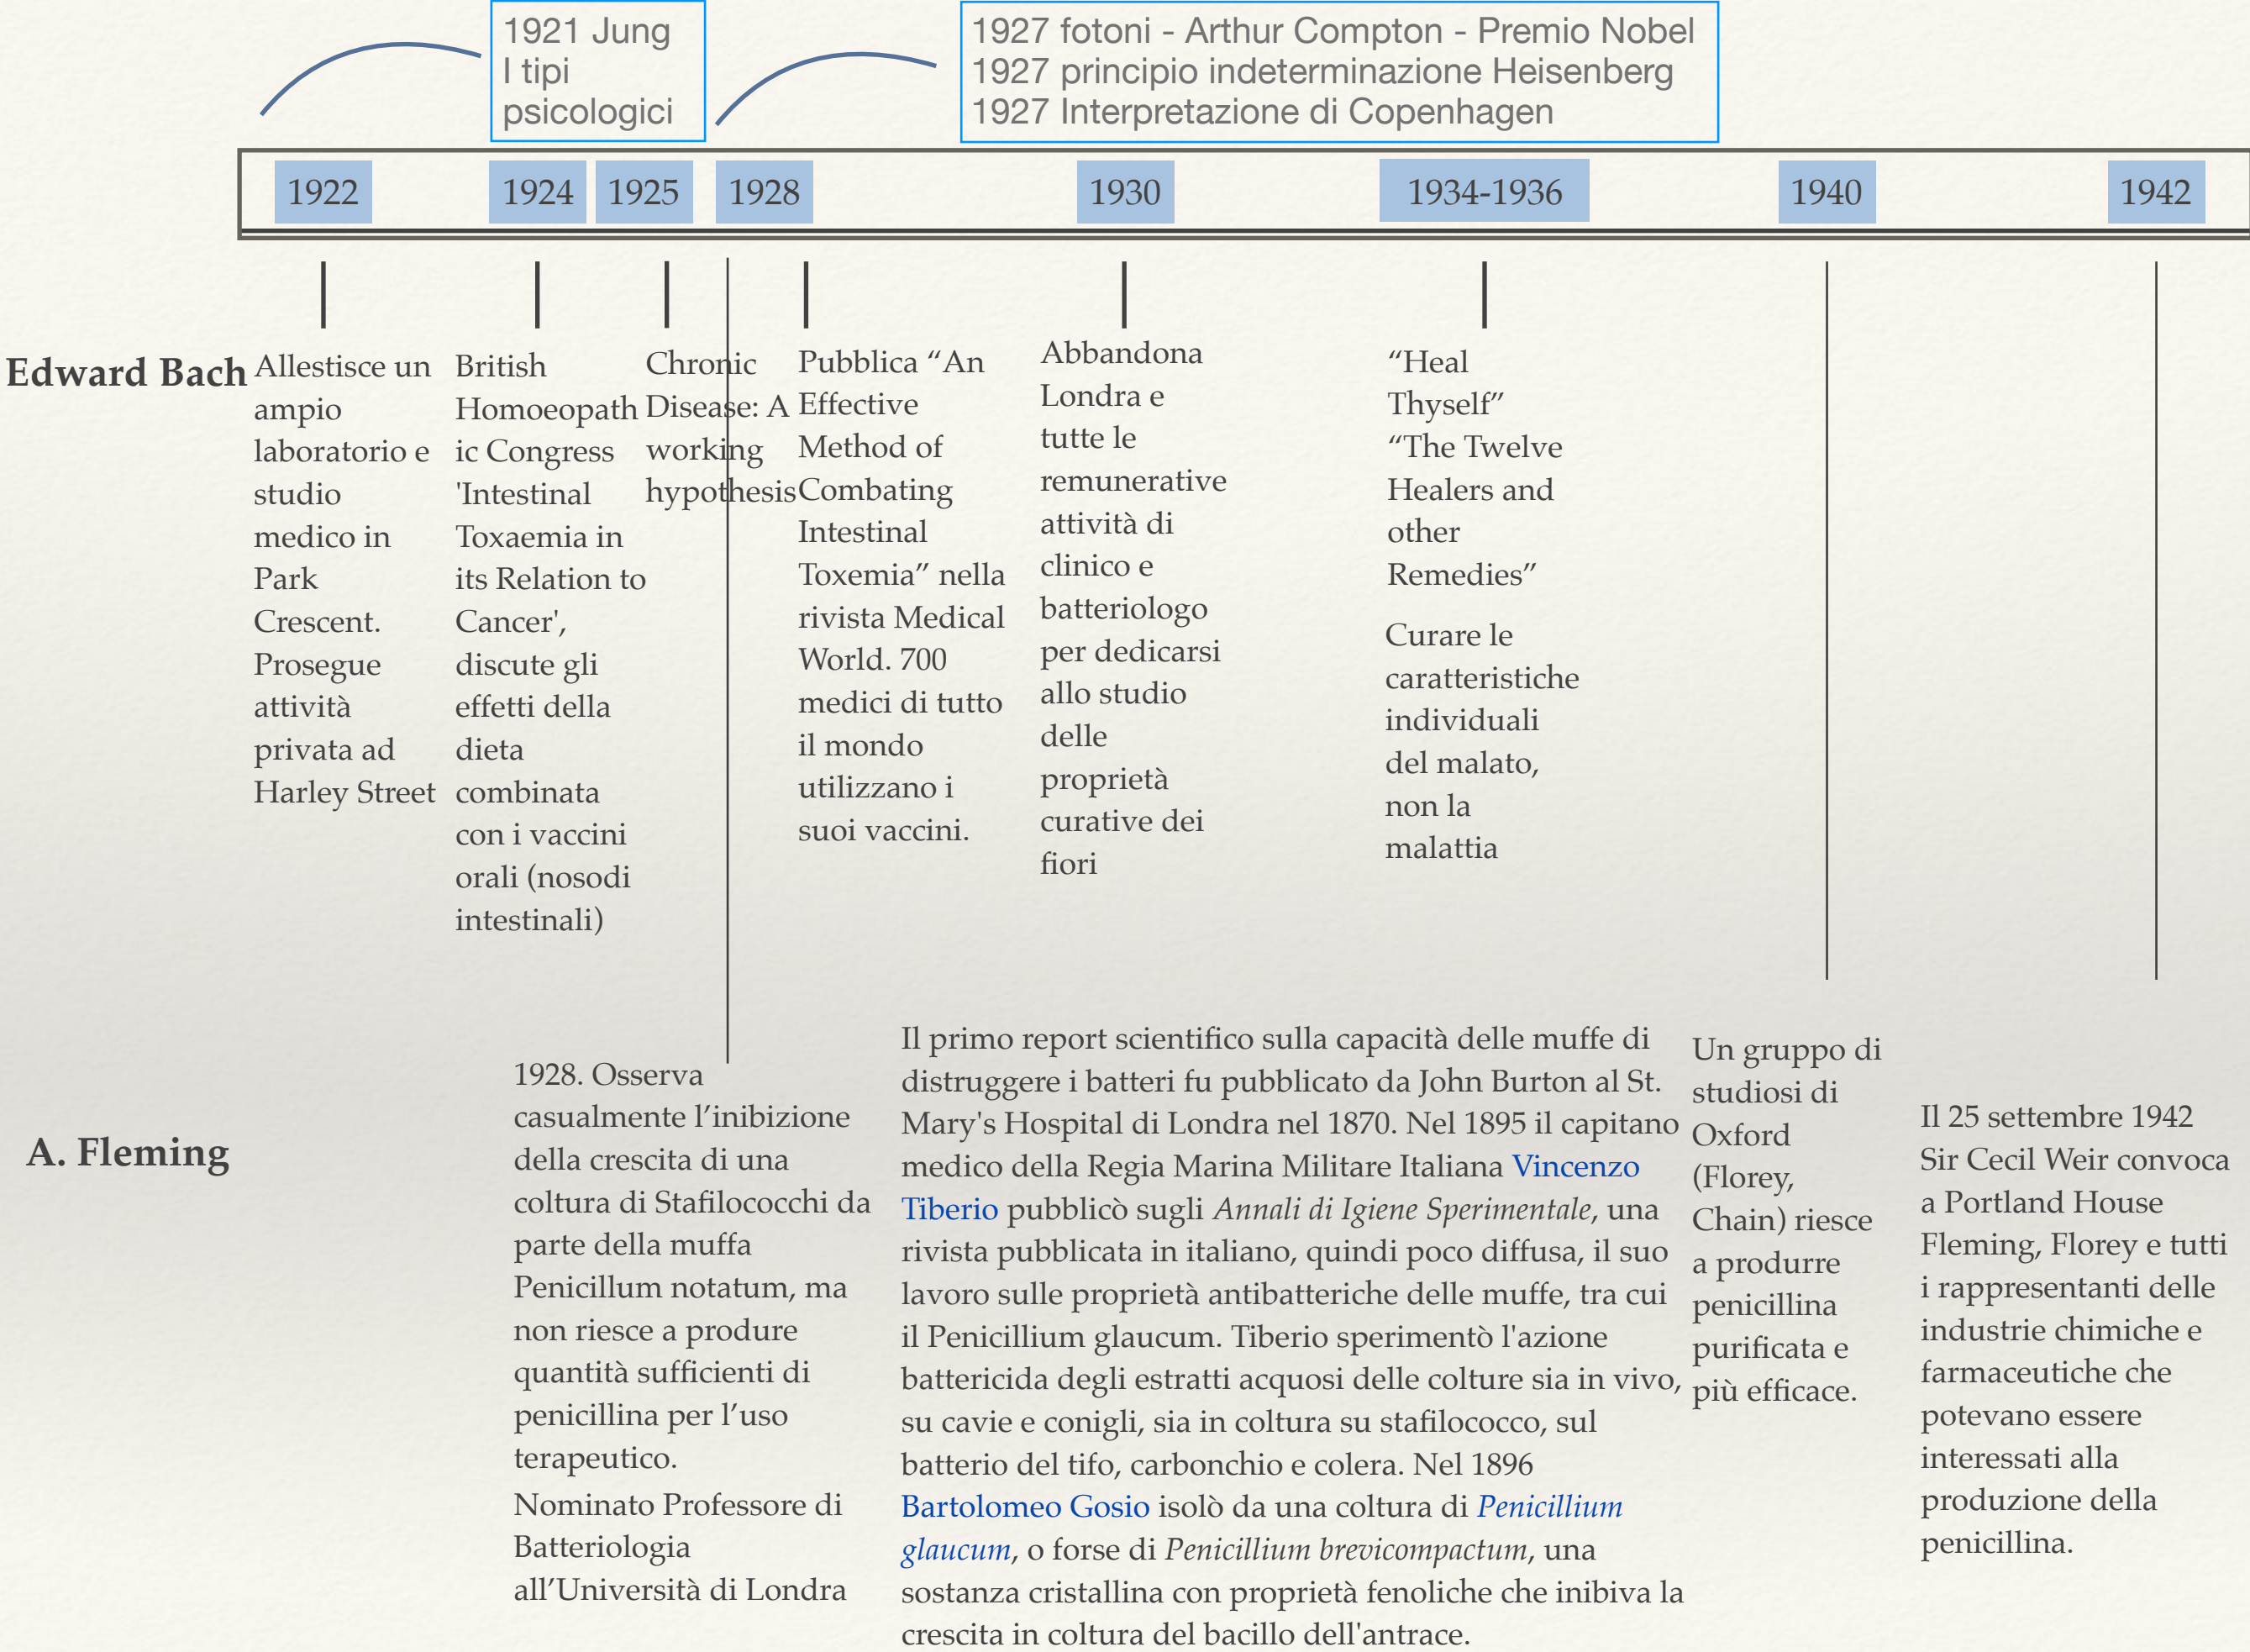 1921 Jung
I tipi
psicologici
1927 fotoni - Arthur Compton - Premio Nobel
1927 principio indeterminazione Heisenberg
1927 Interpretazione di Copenhagen
1922
1924
1925
1928
1930
1934-1936
1940
1942
Edward Bach
Allestisce un
ampio
laboratorio e
studio
medico in
Park
Crescent.
Prosegue
attività
privata ad
Harley Street
British
Homoeopath
ic Congress
'Intestinal
Toxaemia in
its Relation to
Cancer',
discute gli
effetti della
dieta
combinata
con i vaccini
orali (nosodi
intestinali)
Chronic
Disease: A
working
hypothesis
Pubblica “An
Effective
Method of
Combating
Intestinal
Toxemia” nella
rivista Medical
World. 700
medici di tutto
il mondo
utilizzano i
suoi vaccini.
Abbandona
Londra e
tutte le
remunerative
attività di
clinico e
batteriologo
per dedicarsi
allo studio
delle
proprietà
curative dei
fiori
“Heal
Thyself”
“The Twelve
Healers and
other
Remedies”
Curare le
caratteristiche
individuali
del malato,
non la
malattia
A. Fleming
1928. Osserva
casualmente l’inibizione
della crescita di una
coltura di Stafilococchi da
parte della muffa
Penicillum notatum, ma
non riesce a produre
quantità sufficienti di
penicillina per l’uso
terapeutico.
Nominato Professore di
Batteriologia
all’Università di Londra
Il primo report scientifico sulla capacità delle muffe di
distruggere i batteri fu pubblicato da John Burton al St.
Mary's Hospital di Londra nel 1870. Nel 1895 il capitano
medico della Regia Marina Militare Italiana Vincenzo
Tiberio pubblicò sugli Annali di Igiene Sperimentale, una
rivista pubblicata in italiano, quindi poco diffusa, il suo
lavoro sulle proprietà antibatteriche delle muffe, tra cui
il Penicillium glaucum. Tiberio sperimentò l'azione
battericida degli estratti acquosi delle colture sia in vivo,
su cavie e conigli, sia in coltura su stafilococco, sul
batterio del tifo, carbonchio e colera. Nel 1896
Bartolomeo Gosio isolò da una coltura di Penicillium
glaucum, o forse di Penicillium brevicompactum, una
sostanza cristallina con proprietà fenoliche che inibiva la
crescita in coltura del bacillo dell'antrace.
Un gruppo di
studiosi di
Oxford
(Florey,
Chain) riesce
a produrre
penicillina
purificata e
più efficace.
Il 25 settembre 1942
Sir Cecil Weir convoca
a Portland House
Fleming, Florey e tutti
i rappresentanti delle
industrie chimiche e
farmaceutiche che
potevano essere
interessati alla
produzione della
penicillina.